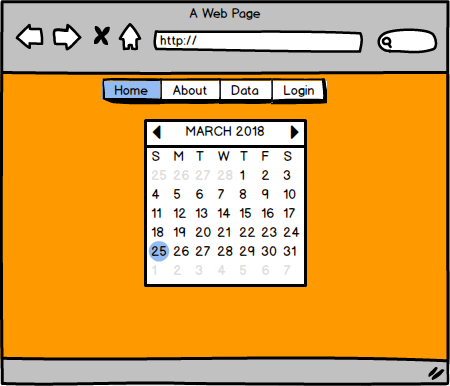 A Web Page
http://
Home About Data Login
MARCH 2018
S M T W T F S
25 26 27 28 1 2 3
4 5 6 7 8 9 10
11 12 13 14 15 16 17
18 19 20 21 22 23 24
25 26 27 28 29 30 31
1 2 3 4 5 6 7